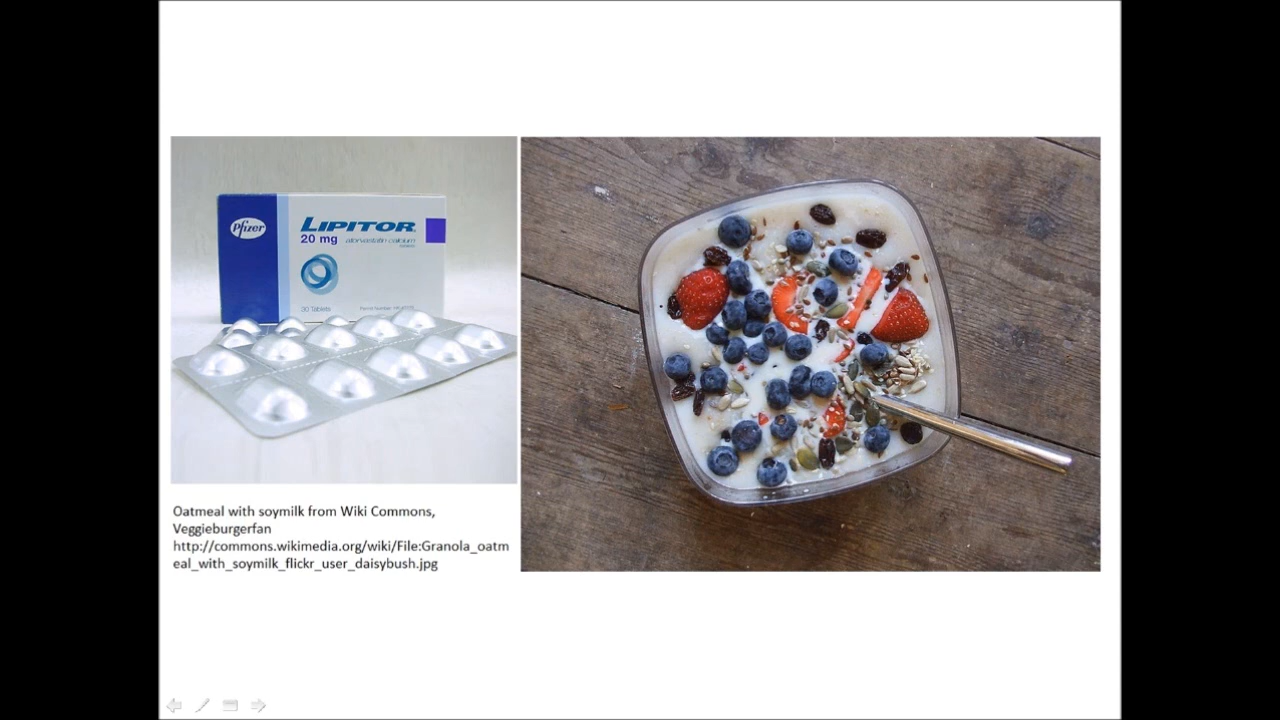 Pfizer
LIPITOR
20 mg atorvastatin calcium
tablets
30 Tablets
Oatmeal with soymilk from Wiki Commons,
Veggieburgerfan
http://commons.wikimedia.org/wiki/File:Granola_oatm
eal_with_soymilk_flickr_user_daisybush.jpg